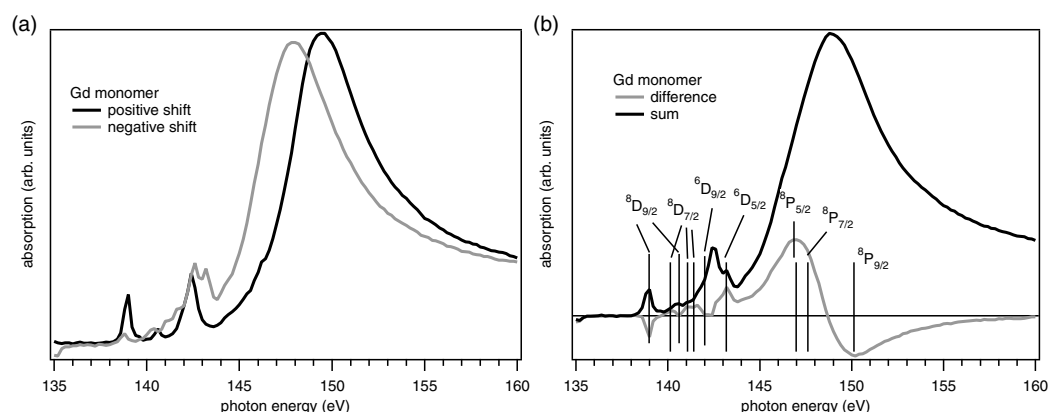 (a)
Gd monomer
positive shift
negative shift
absorption (arb. units)
135 140 145 150 155 160
photon energy (eV)
(b)
Gd monomer
difference
sum
⁸D₉/₂
⁸D₇/₂
⁶D₉/₂
⁶D₅/₂
⁸P₅/₂
⁸P₇/₂
⁸P₉/₂
absorption (arb. units)
135 140 145 150 155 160
photon energy (eV)